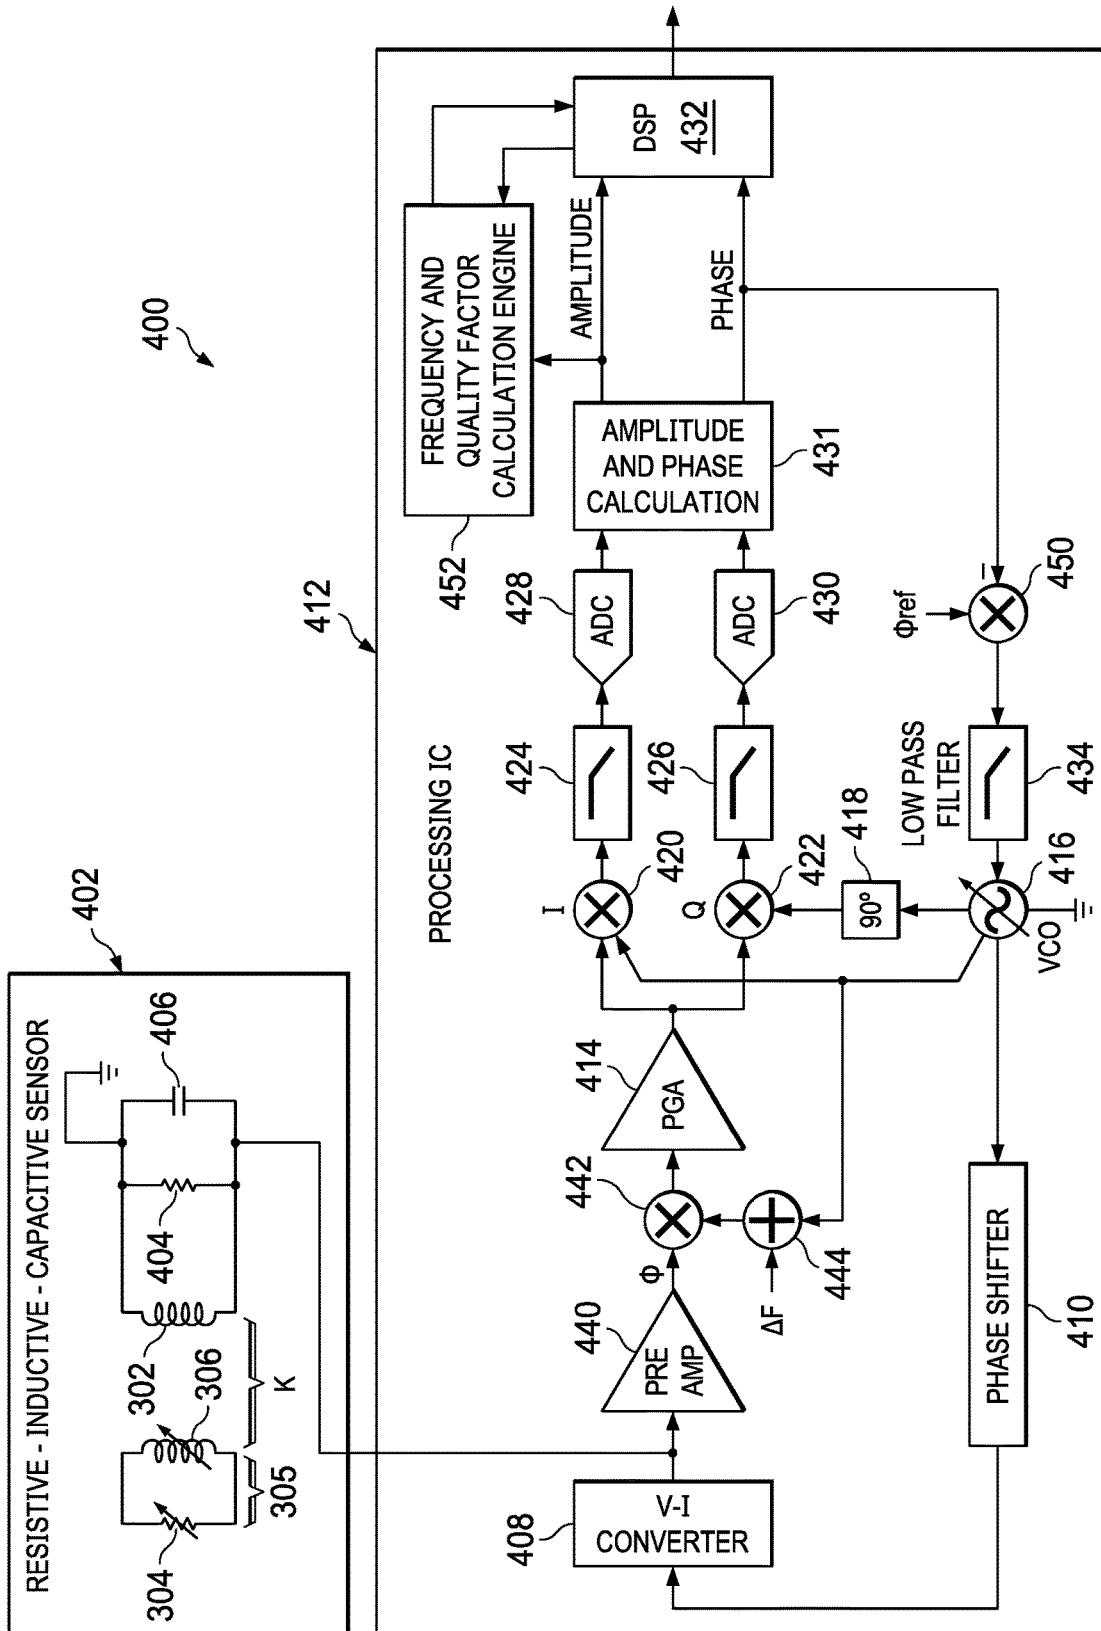 400
RESISTIVE - INDUCTIVE - CAPACITIVE SENSOR
402
304
305
306
302
K
404
406
412
PROCESSING IC
408
V-I
CONVERTER
440
PRE
AMP
Φ
442
ΔF
444
414
PGA
I
420
Q
422
424
426
428
ADC
430
ADC
AMPLITUDE
AND PHASE
CALCULATION
431
452
FREQUENCY AND
QUALITY FACTOR
CALCULATION ENGINE
AMPLITUDE
PHASE
DSP
432
410
PHASE SHIFTER
VCO
416
90°
418
LOW PASS
FILTER
434
Φref
–
450